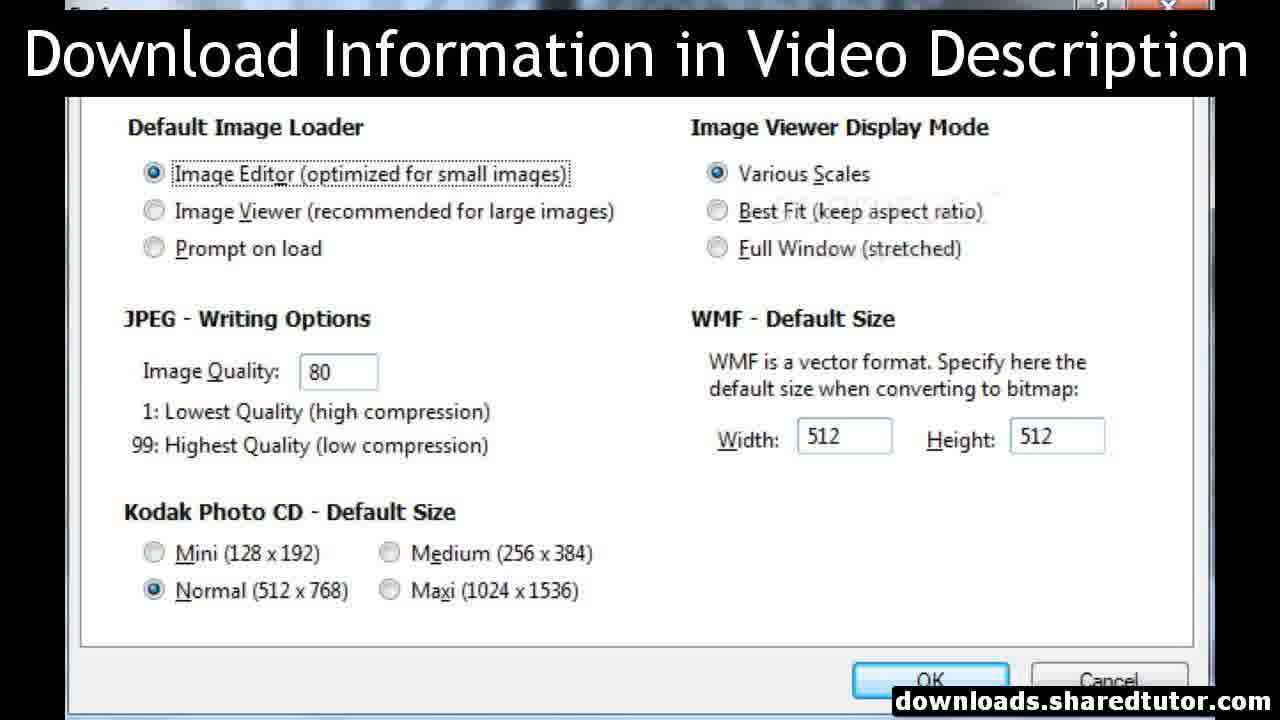 Download Information in Video Description
Default Image Loader
Image Editor (optimized for small images)
Image Viewer (recommended for large images)
Prompt on load
Image Viewer Display Mode
Various Scales
Best Fit (keep aspect ratio)
Full Window (stretched)
JPEG - Writing Options
Image Quality: 80
1: Lowest Quality (high compression)
99: Highest Quality (low compression)
WMF - Default Size
WMF is a vector format. Specify here the
default size when converting to bitmap:
Width: 512 Height: 512
Kodak Photo CD - Default Size
Mini (128 x 192) Medium (256 x 384)
Normal (512 x 768) Maxi (1024 x 1536)
OK Cancel
downloads.sharedtutor.com